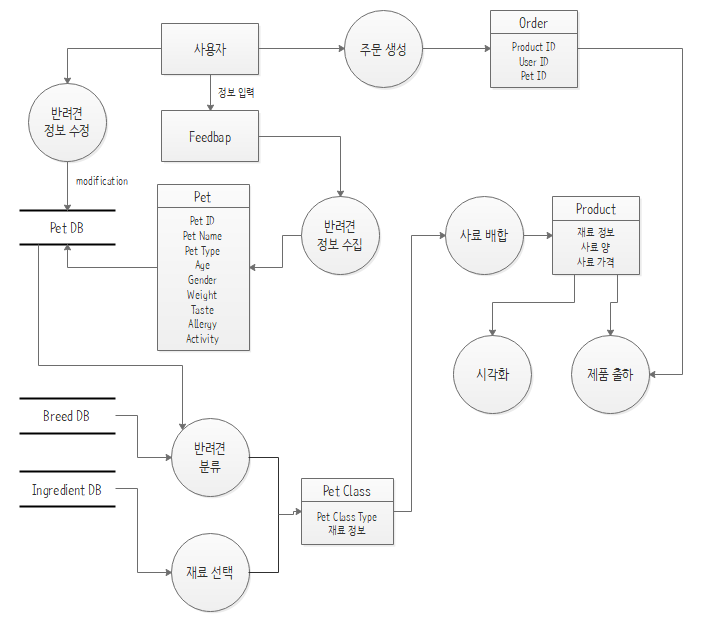 사용자
주문 생성
Order
Product ID
User ID
Pet ID
정보 입력
반려견
정보 수정
Feedbap
modification
Pet
Pet ID
Pet Name
Pet Type
Age
Gender
Weight
Taste
Allergy
Activity
Pet DB
반려견
정보 수집
사료 배합
Product
재료 정보
사료 양
사료 가격
시각화
제품 출하
Breed DB
반려견
분류
Ingredient DB
Pet Class
Pet Class Type
재료 정보
재료 선택